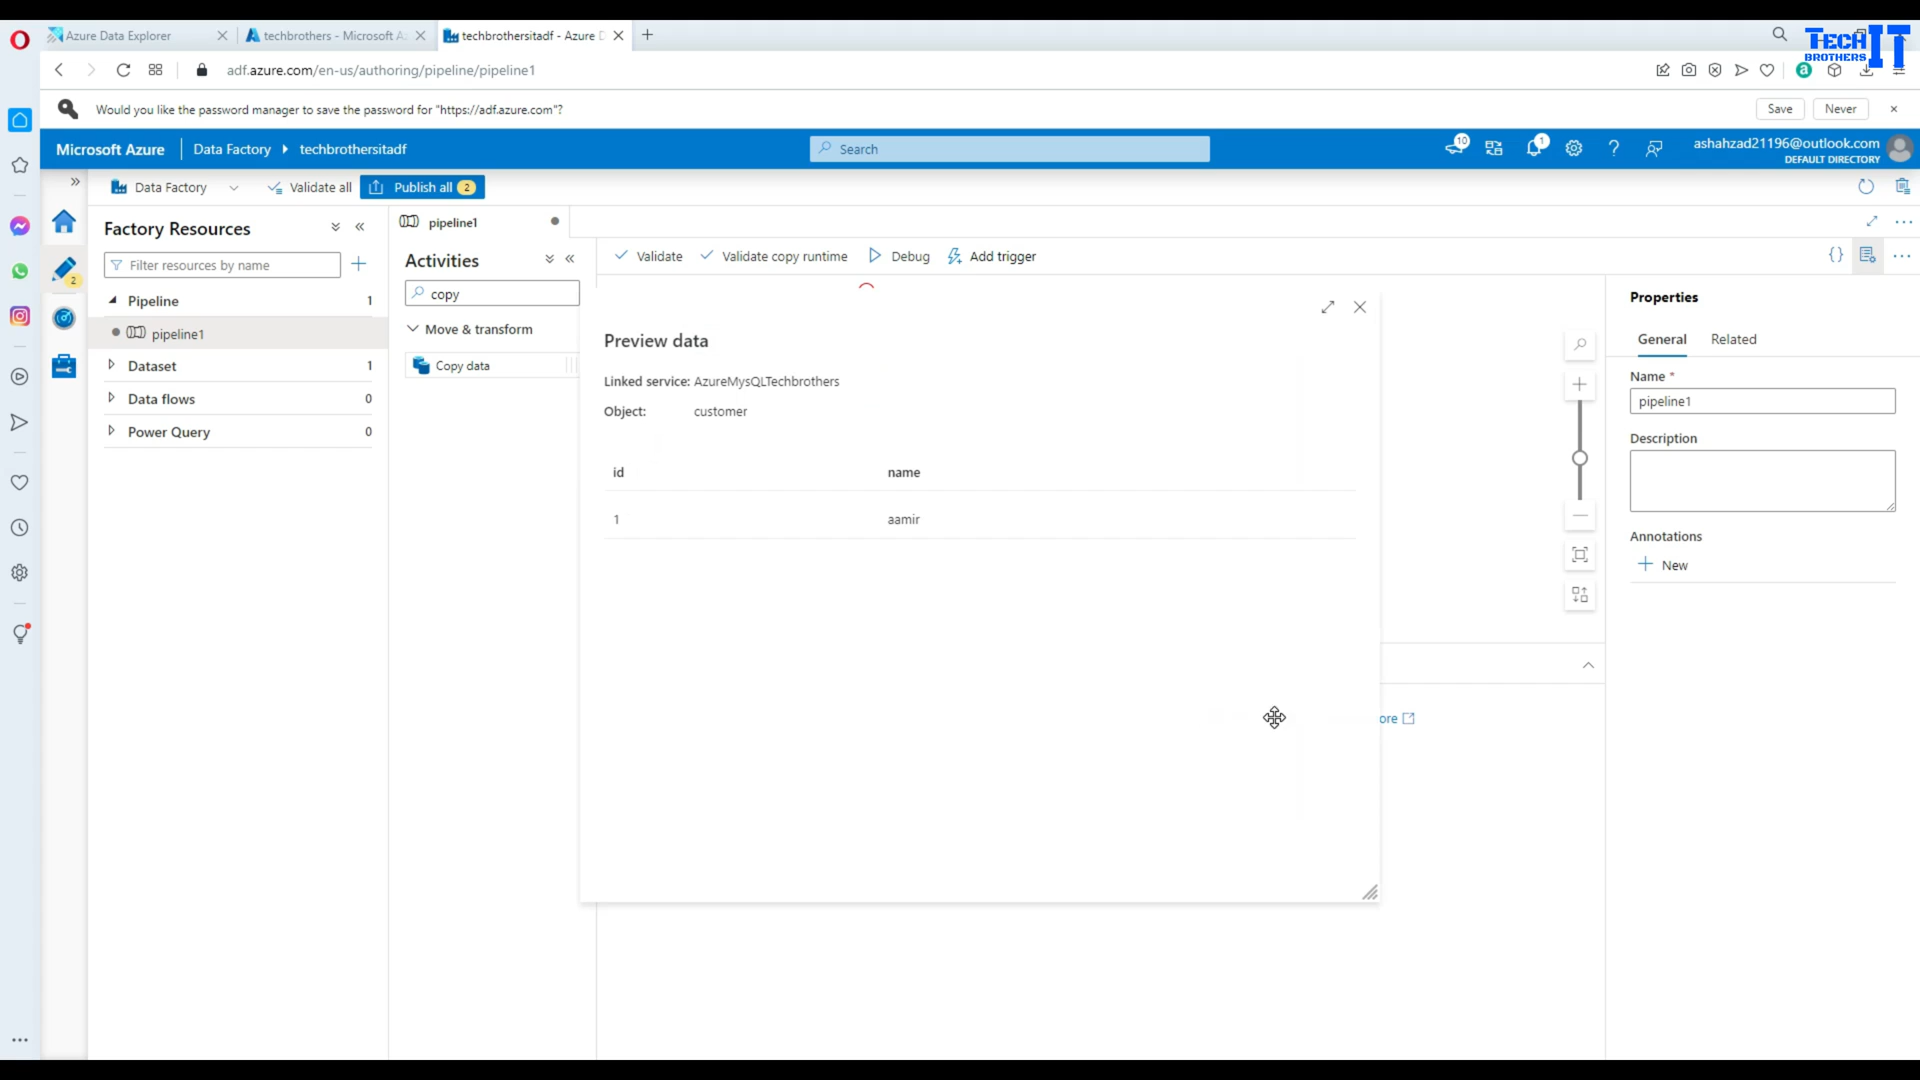 Azure Data Explorer
techbrothers - Microsoft A
techbrothersitadf - Azure D
TECH IT
BROTHERS
adf.azure.com/en-us/authoring/pipeline/pipeline1
a
Would you like the password manager to save the password for "https://adf.azure.com"?
Save
Never
Microsoft Azure
Data Factory
techbrothersitadf
Search
10
1
ashahzad21196@outlook.com
DEFAULT DIRECTORY
Data Factory
Validate all
Publish all 2
Factory Resources
Filter resources by name
2
Pipeline 1
pipeline1
Dataset 1
Data flows 0
Power Query 0
pipeline1
Activities
copy
Move & transform
Copy data
Validate
Validate copy runtime
Debug
Add trigger
Preview data
Linked service: AzureMysQLTechbrothers
Object: customer
id name
1 aamir
ore
Properties
General
Related
Name *
pipeline1
Description
Annotations
New